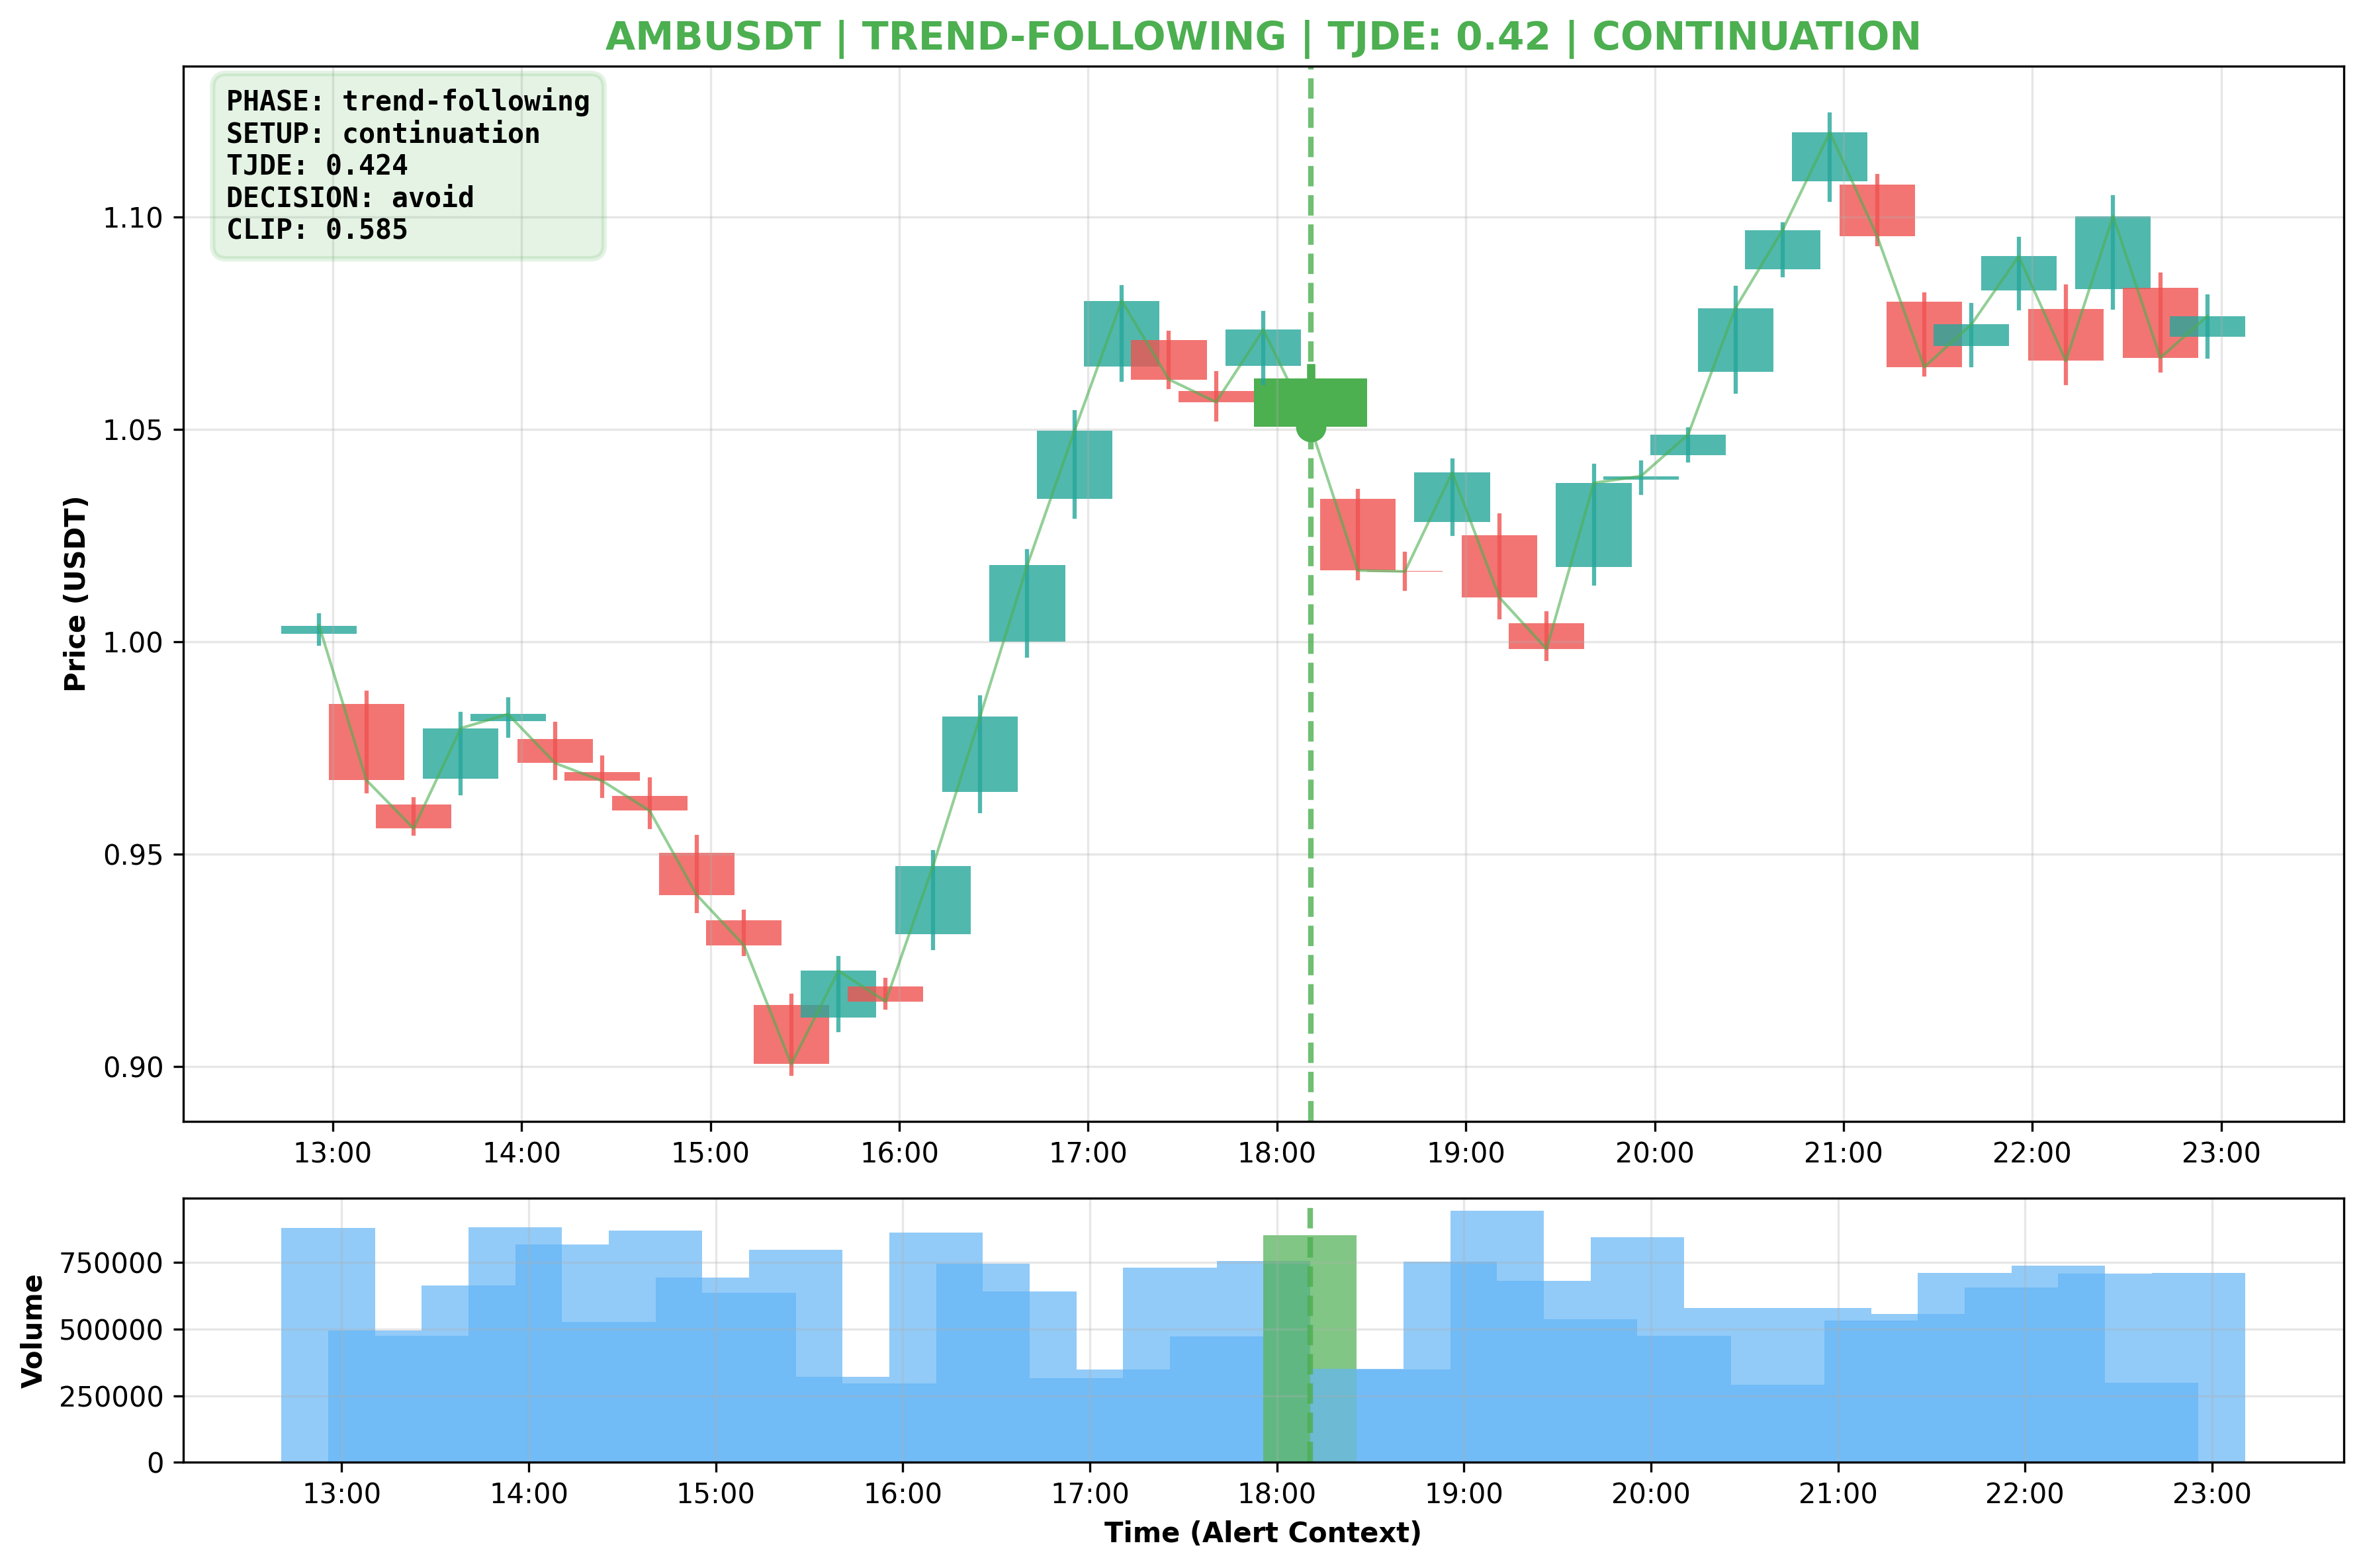 AMBUSDT | TREND-FOLLOWING | TJDE: 0.42 | CONTINUATION
PHASE: trend-following
SETUP: continuation
TJDE: 0.424
DECISION: avoid
CLIP: 0.585
Price (USDT)
1.10
1.05
1.00
0.95
0.90
13:00 14:00 15:00 16:00 17:00 18:00 19:00 20:00 21:00 22:00 23:00
Volume
750000
500000
250000
0
13:00 14:00 15:00 16:00 17:00 18:00 19:00 20:00 21:00 22:00 23:00
Time (Alert Context)